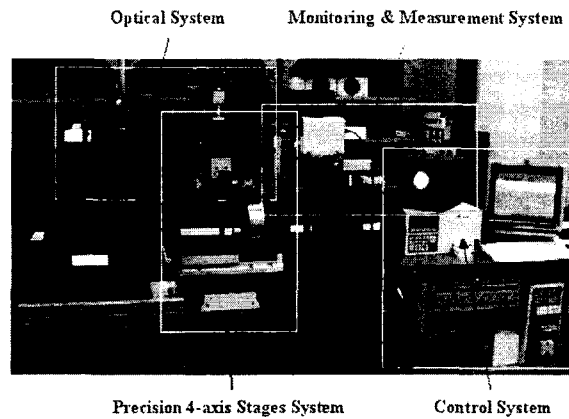 Optical System
Monitoring & Measurement System
Precision 4-axis Stages System
Control System